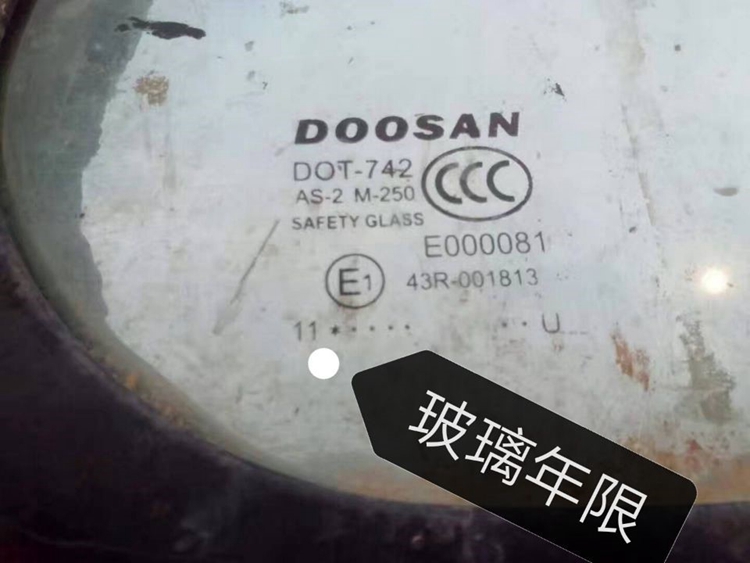 DOOSAN
DOT-742
CCC
AS-2 M-250
SAFETY GLASS
E000081
E1
43R-001813
11 *···· ··U
玻璃年限